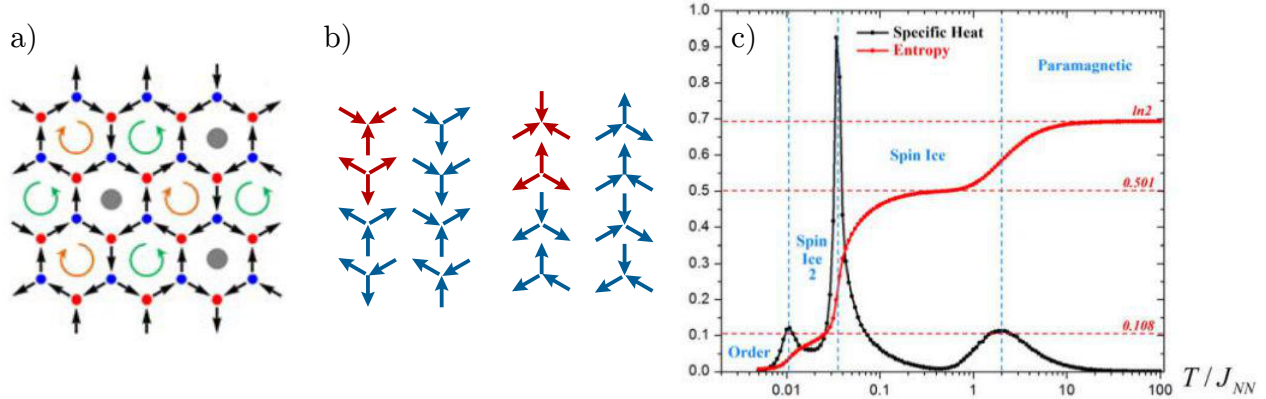 a)
b)
c)
Specific Heat
Entropy
Paramagnetic
ln2
Spin Ice
0.501
Spin
Ice
2
0.108
Order
1.0
0.9
0.8
0.7
0.6
0.5
0.4
0.3
0.2
0.1
0.0
0.01 0.1 1 10 100
T / J_NN